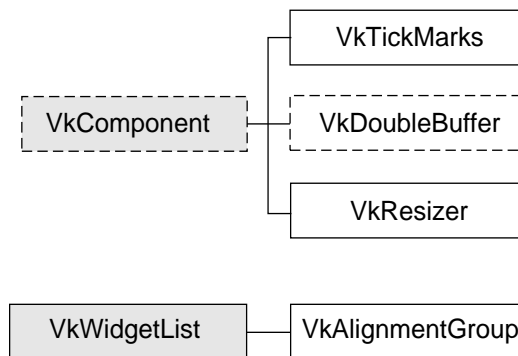 VkTickMarks
VkComponent
VkDoubleBuffer
VkResizer
VkWidgetList
VkAlignmentGroup